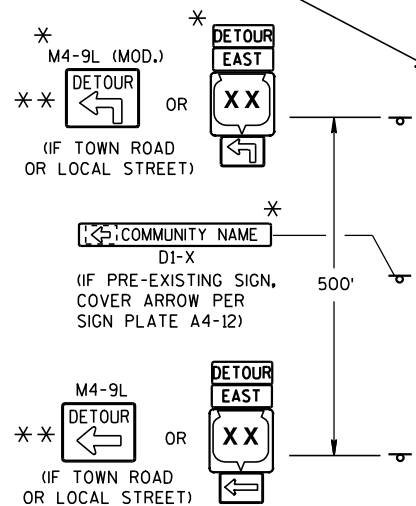 *
*
M4-9L (MOD.)
DETOUR
EAST
**
DETOUR
OR
XX
(IF TOWN ROAD
OR LOCAL STREET)
*
COMMUNITY NAME
D1-X
(IF PRE-EXISTING SIGN,
COVER ARROW PER
SIGN PLATE A4-12)
500'
M4-9L
DETOUR
EAST
**
DETOUR
OR
XX
(IF TOWN ROAD
OR LOCAL STREET)